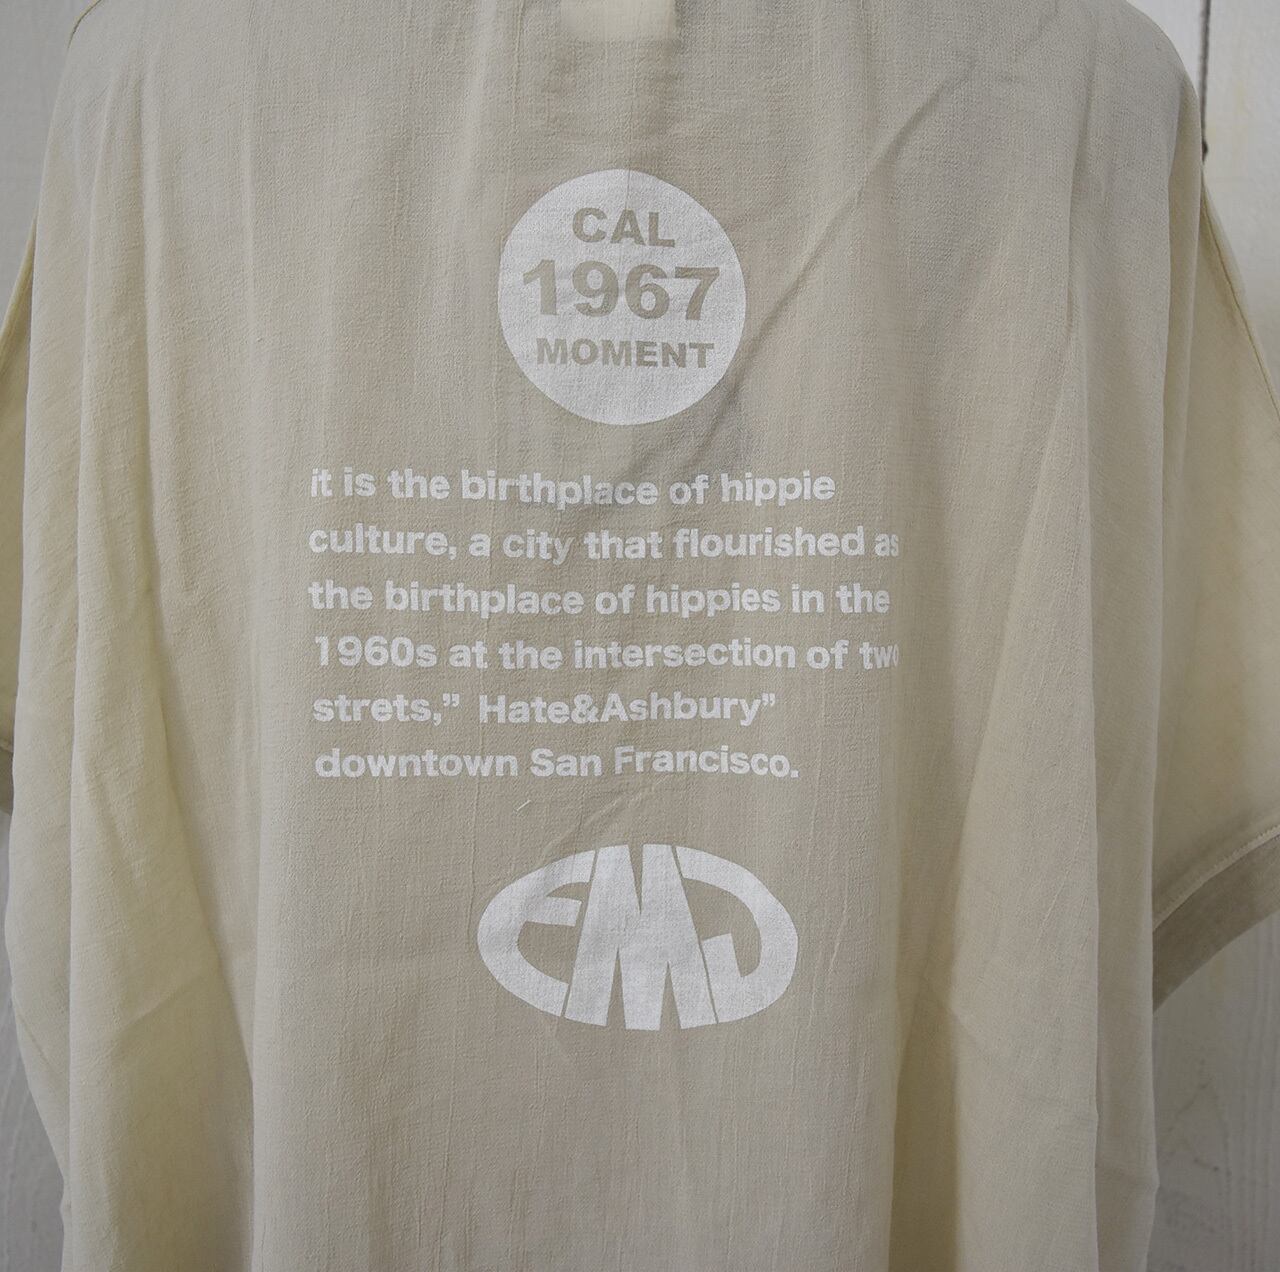 CAL
1967
MOMENT
it is the birthplace of hippie
culture, a city that flourished as
the birthplace of hippies in the
1960s at the intersection of two
strets,” Hate&Ashbury”
downtown San Francisco.
EMJ